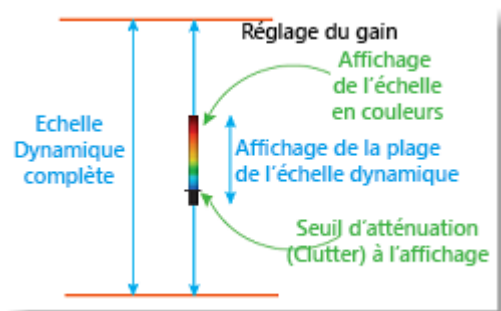 Réglage du gain
Affichage
de l'échelle
en couleurs
Echelle
Dynamique
complète
Affichage de la plage
de l'échelle dynamique
Seuil d'atténuation
(Clutter) à l'affichage